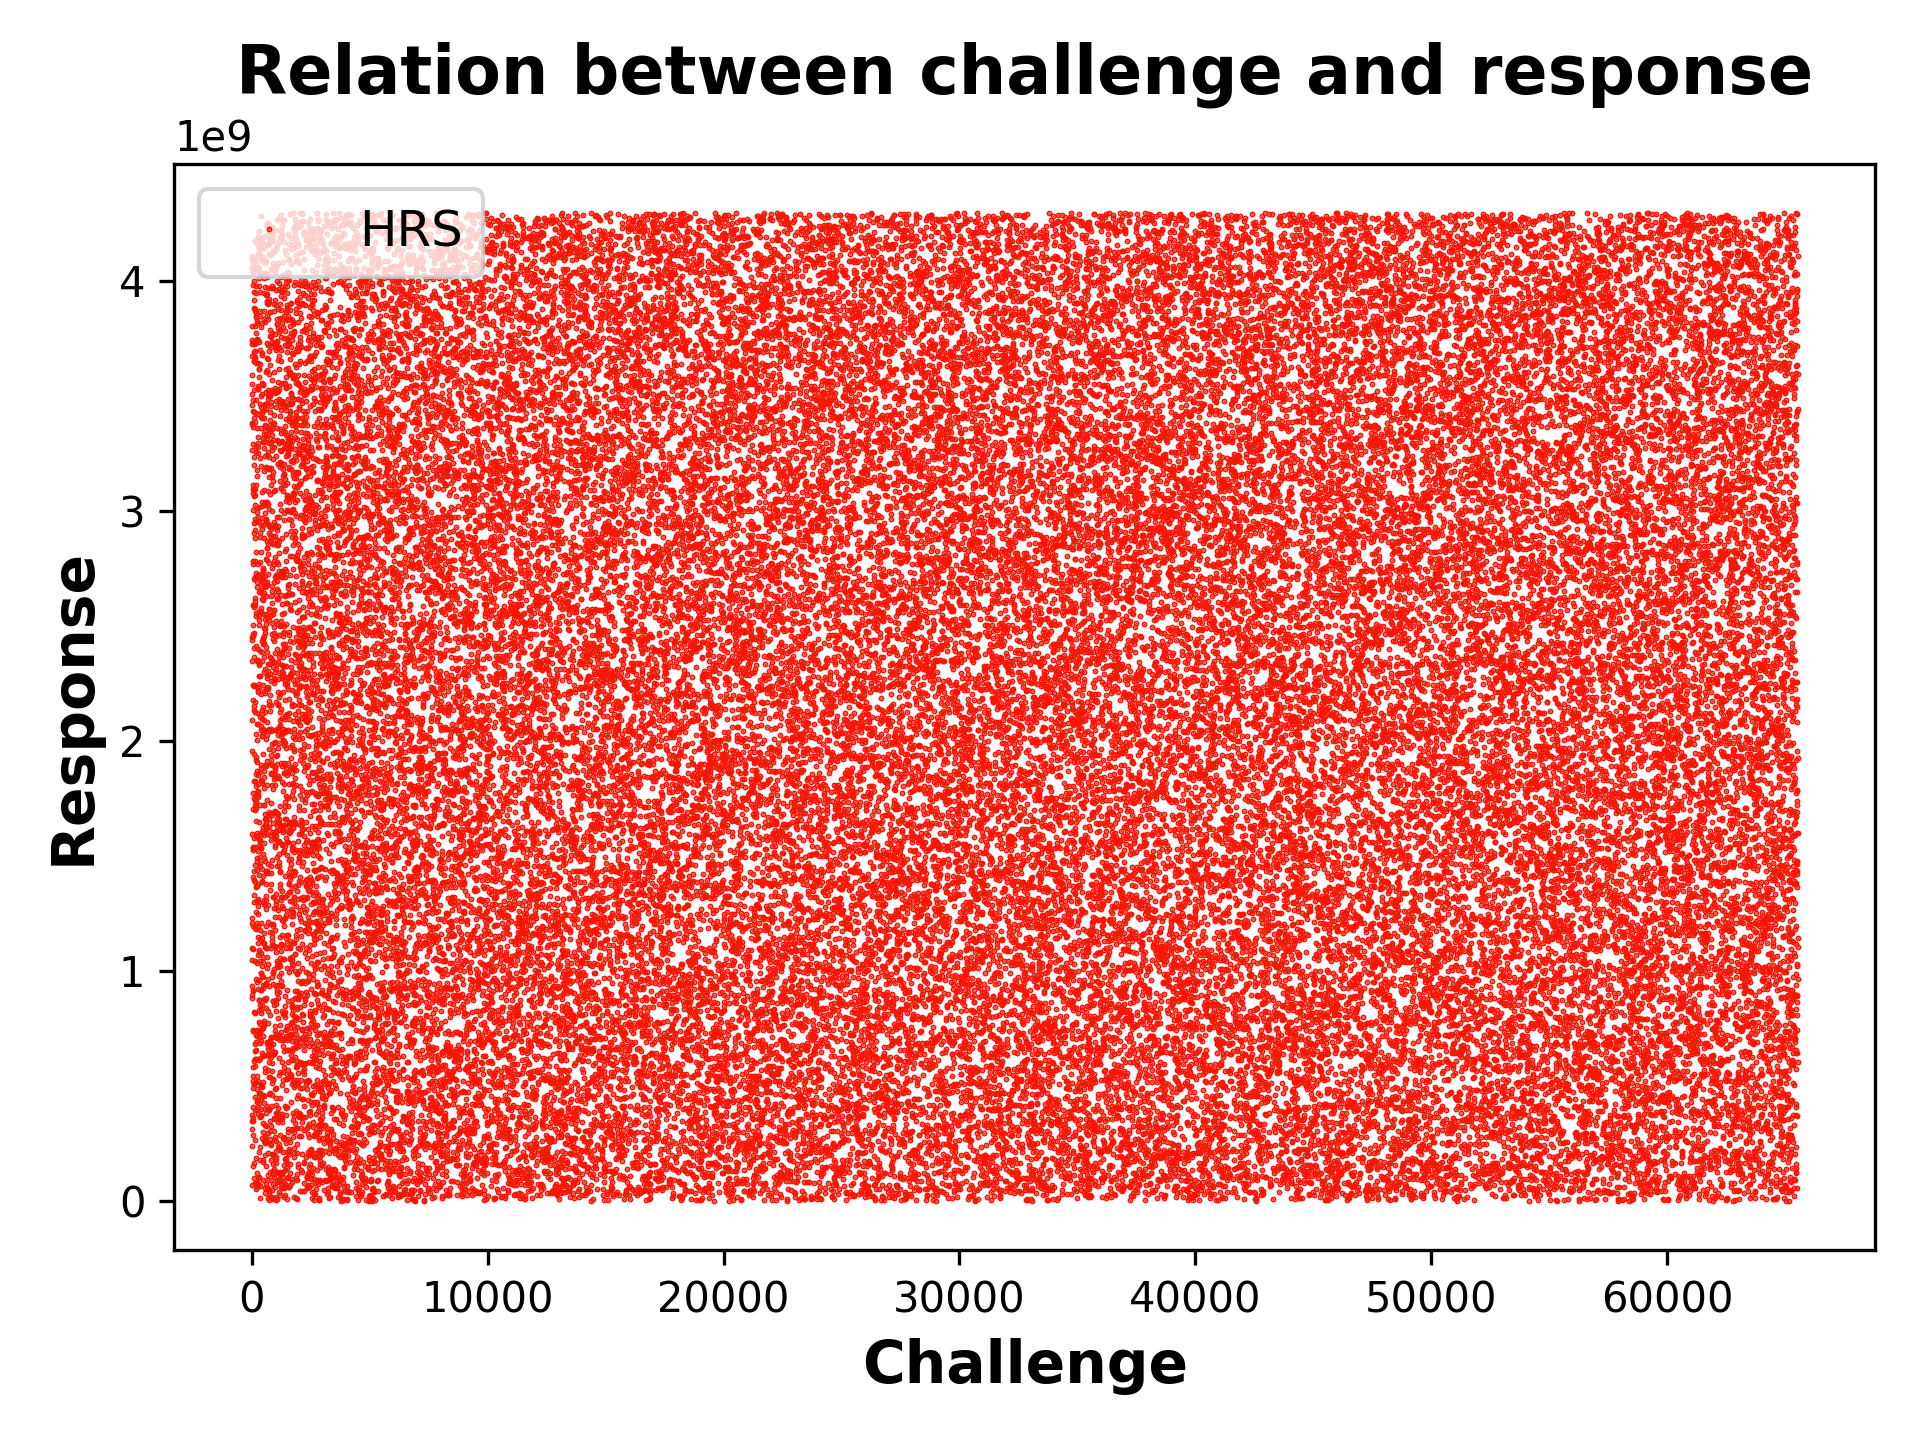 Relation between challenge and response
1e9
HRS
4
3
2
1
0
Response
0 10000 20000 30000 40000 50000 60000
Challenge